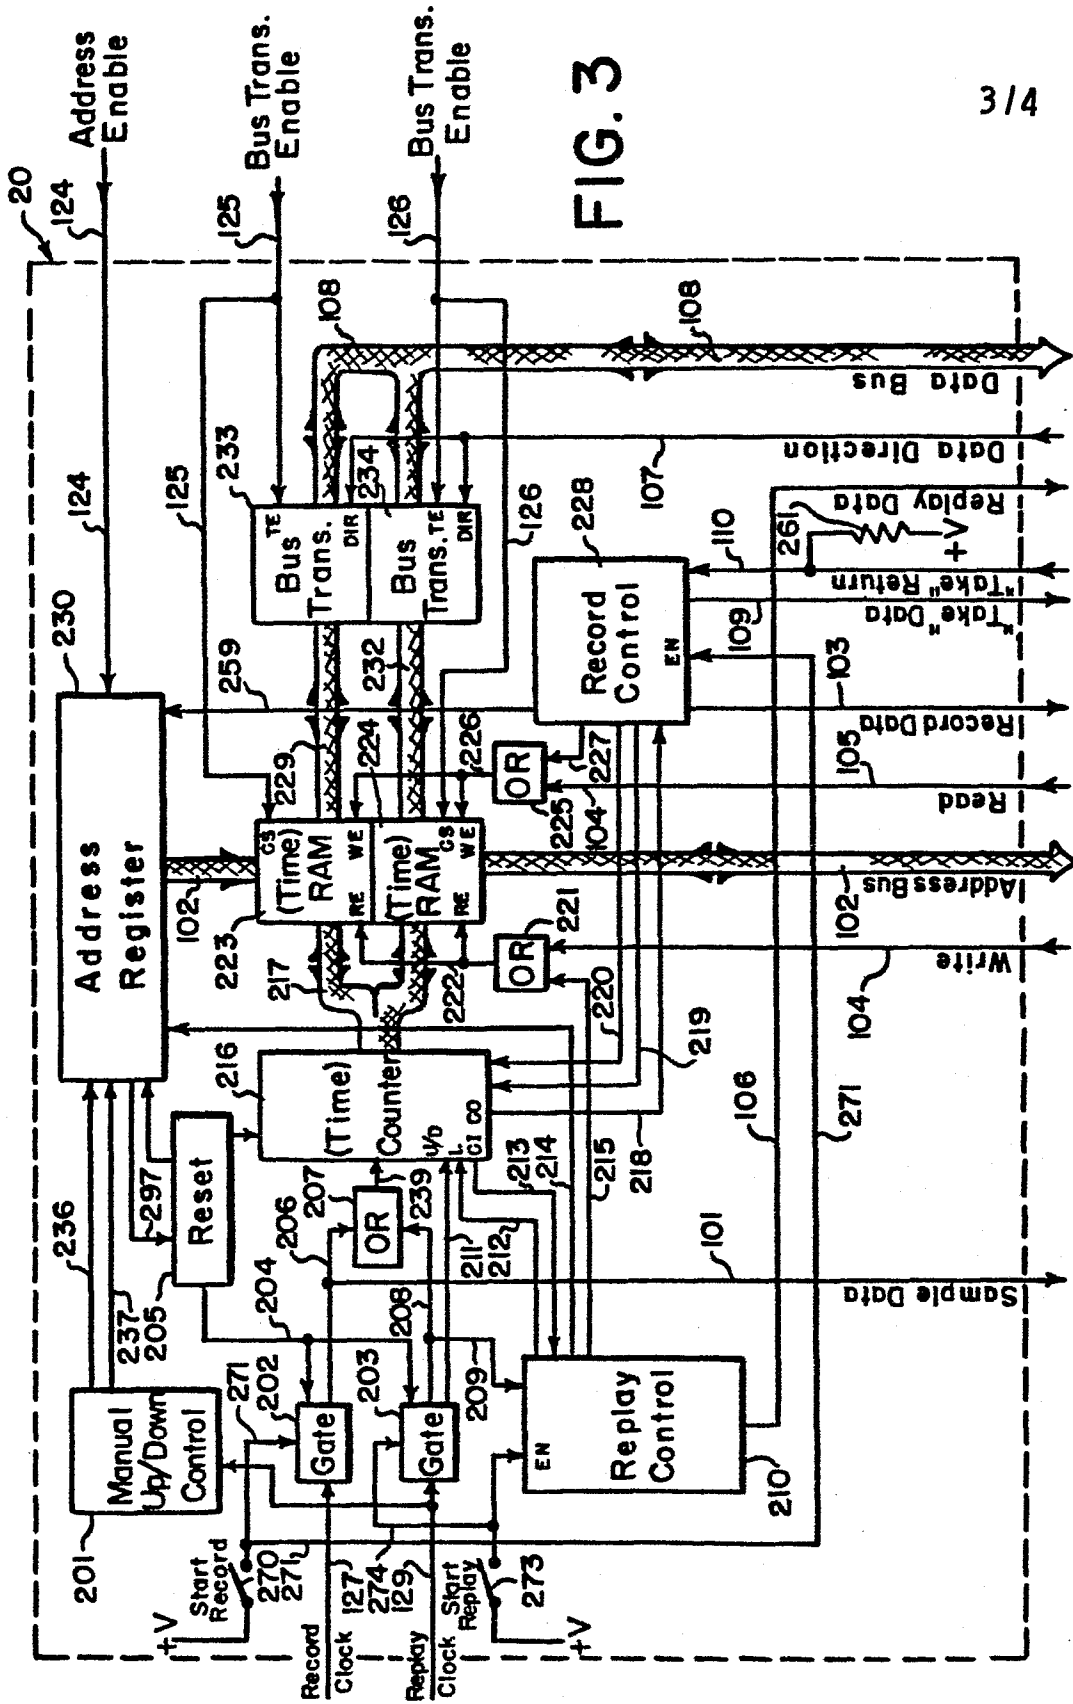 3/4
FIG. 3
20
Address
Enable
124
124
Bus Trans.
Enable
125
125
Bus Trans.
Enable
126
126
230
Address
Register
236
237
297
205
Reset
201
Manual
Up/Down
Control
+V
Start
Record
270
271
271
Record
Clock
127
274
Replay
Clock
129
Start
Replay
273
+V
202
Gate
203
Gate
204
206
207
OR
239
208
209
211
212
213
214
215
216
(Time)
Counter
U/D
L
CI
CO
217
218
219
220
102
223
CS
(Time)
RAM
RE
WE
224
(Time)
RAM
CS
RE
WE
222
OR
221
OR
225
226
227
104
229
232
259
233
Bus
Trans.
TE
DIR
234
Bus
Trans.
TE
DIR
108
108
228
Record
Control
EN
EN
Replay
Control
210
101
Sample Data
106
271
104
Write
102
Address Bus
105
Read
103
Record Data
109
"Take" Data
110
"Take" Return
261
+V
Replay Data
107
Data Direction
Data Bus